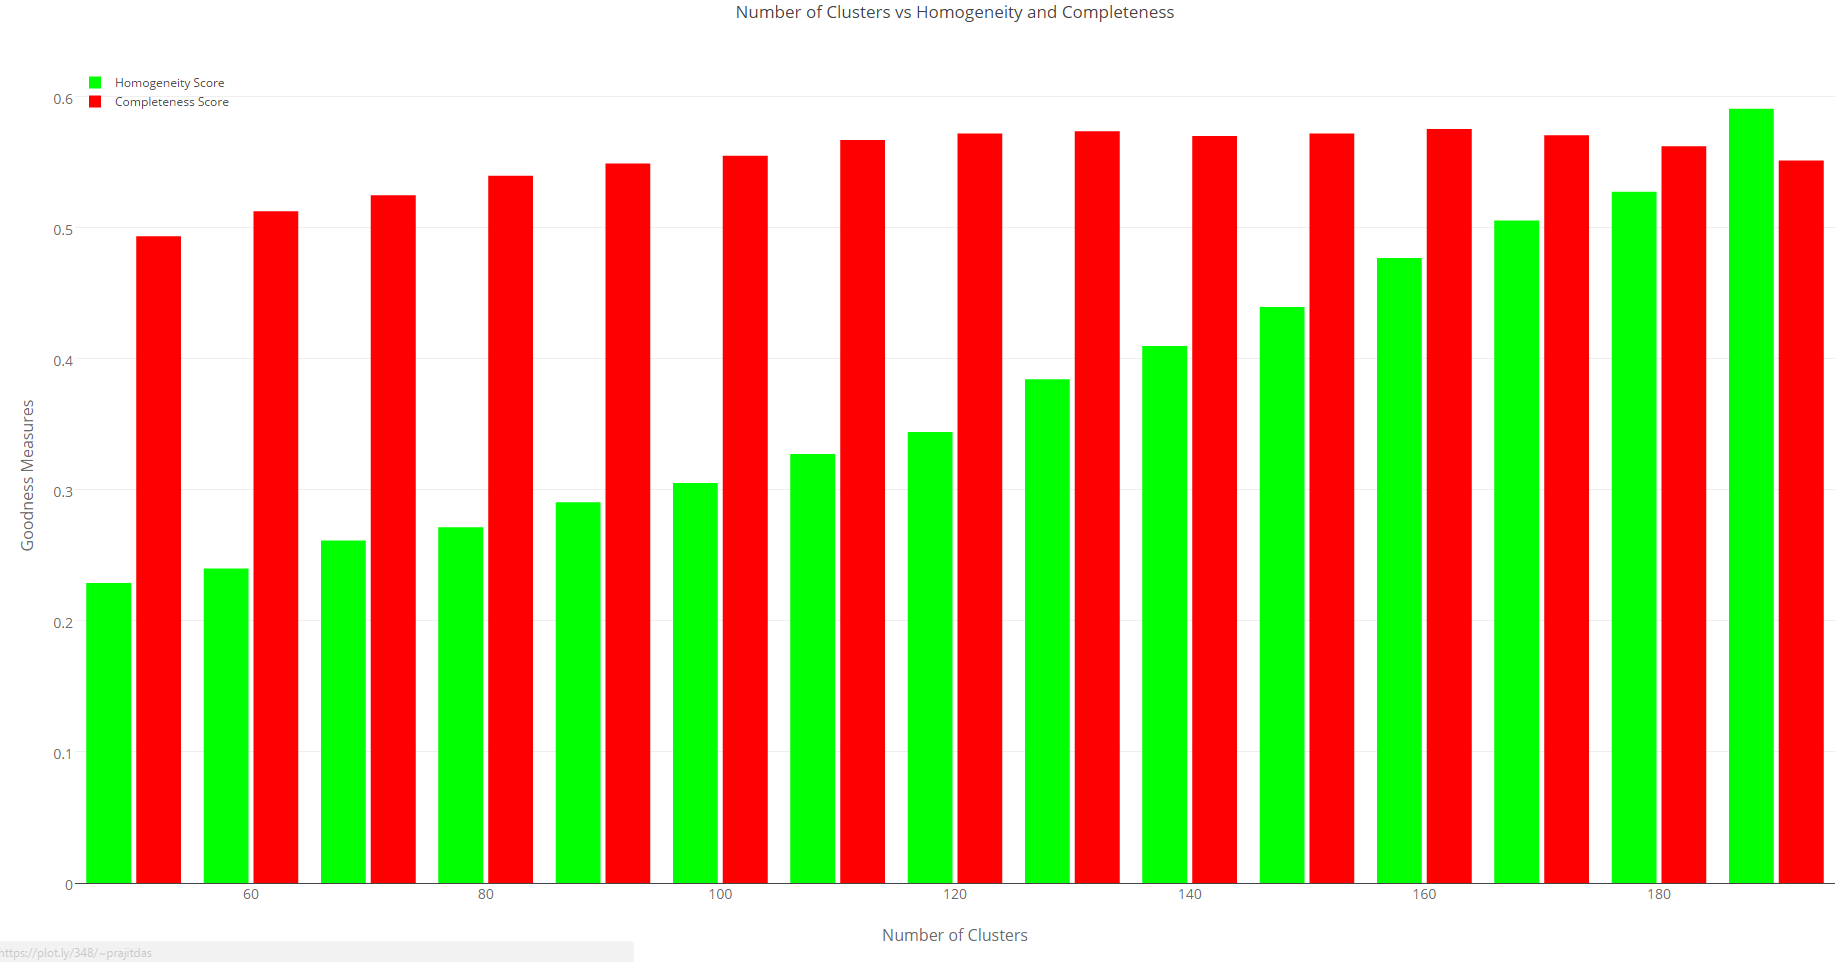 Number of Clusters vs Homogeneity and Completeness
Homogeneity Score
Completeness Score
0.6
0.5
0.4
0.3
0.2
0.1
0
Goodness Measures
60 80 100 120 140 160 180
Number of Clusters
https://plot.ly/348/~prajitdas